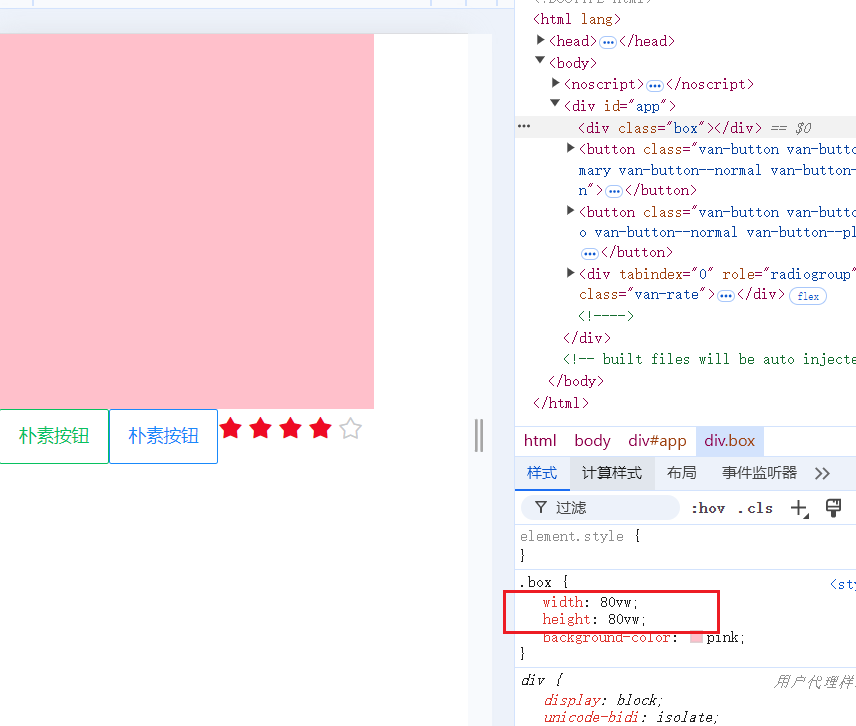 <html lang>
<head>…</head>
<body>
<noscript>…</noscript>
<div id="app">
… <div class="box"></div> == $0
<button class="van-button van-butto
mary van-button--normal van-button-
n">…</button>
<button class="van-button van-butto
o van-button--normal van-button--pl
…</button>
<div tabindex="0" role="radiogroup"
class="van-rate">…</div> flex
<!---->
</div>
<!-- built files will be auto injecte
</body>
</html>
朴素按钮 朴素按钮
html body div#app div.box
样式 计算样式 布局 事件监听器
过滤 :hov .cls
element.style {
}
.box { <sty
width: 80vw;
height: 80vw;
background-color: pink;
}
div { 用户代理样
display: block;
unicode-bidi: isolate;